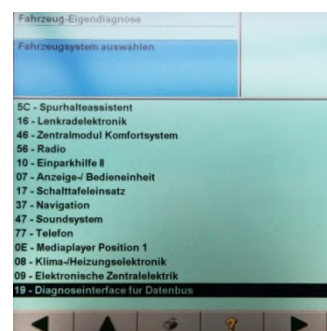 Fahrzeug-Eigendiagnose
Fahrzeugsystem auswählen
5C - Spurhalteassistent
16 - Lenkradelektronik
46 - Zentralmodul Komfortsystem
56 - Radio
10 - Einparkhilfe II
07 - Anzeige-/ Bedieneinheit
17 - Schalttafeleinsatz
37 - Navigation
47 - Soundsystem
77 - Telefon
0E - Mediaplayer Position 1
08 - Klima-/Heizungselektronik
09 - Elektronische Zentralelektrik
19 - Diagnoseinterface für Datenbus
?